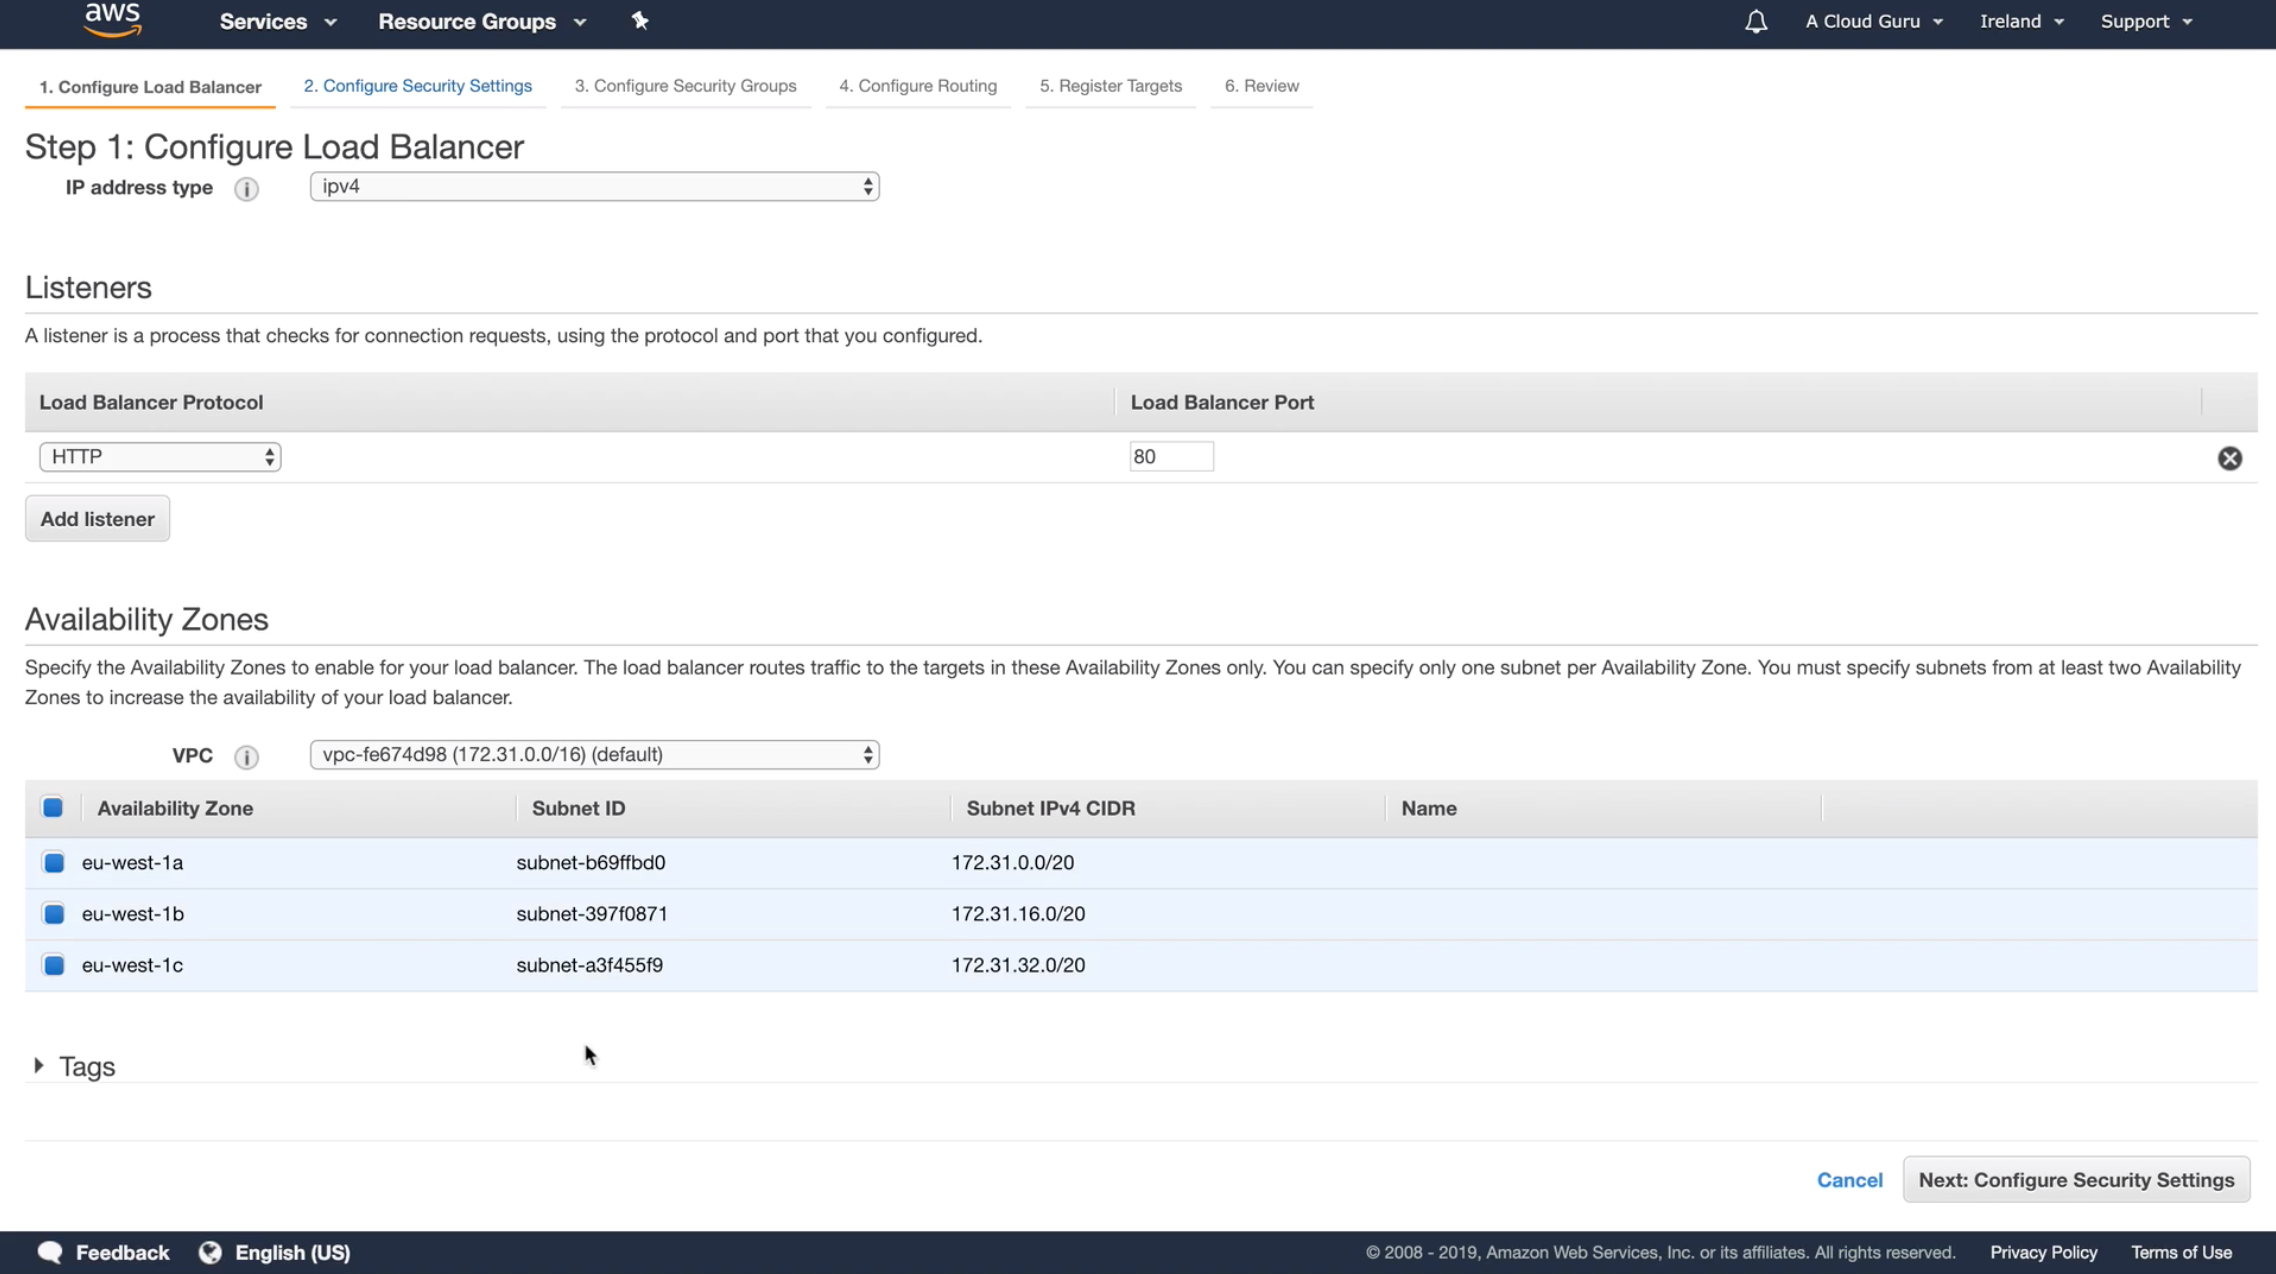 aws Services Resource Groups A Cloud Guru Ireland Support
1. Configure Load Balancer 2. Configure Security Settings 3. Configure Security Groups 4. Configure Routing 5. Register Targets 6. Review
Step 1: Configure Load Balancer
IP address type i ipv4
Listeners
A listener is a process that checks for connection requests, using the protocol and port that you configured.
Load Balancer Protocol Load Balancer Port
HTTP 80
Add listener
Availability Zones
Specify the Availability Zones to enable for your load balancer. The load balancer routes traffic to the targets in these Availability Zones only. You can specify only one subnet per Availability Zone. You must specify subnets from at least two Availability
Zones to increase the availability of your load balancer.
VPC i vpc-fe674d98 (172.31.0.0/16) (default)
Availability Zone Subnet ID Subnet IPv4 CIDR Name
eu-west-1a subnet-b69ffbd0 172.31.0.0/20
eu-west-1b subnet-397f0871 172.31.16.0/20
eu-west-1c subnet-a3f455f9 172.31.32.0/20
Tags
Cancel Next: Configure Security Settings
Feedback English (US) © 2008 - 2019, Amazon Web Services, Inc. or its affiliates. All rights reserved. Privacy Policy Terms of Use